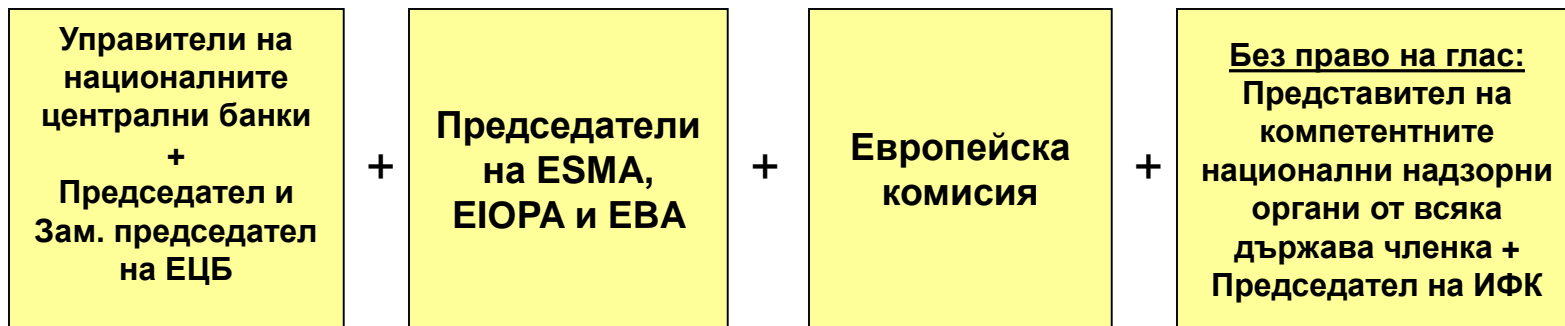 Управители на
националните
централни банки
+
Председател и
Зам. председател
на ЕЦБ
+
Председатели
на ESMA,
EIOPA и EBA
+
Европейска
комисия
+
Без право на глас:
Представител на
компетентните
национални надзорни
органи от всяка
държава членка +
Председател на ИФК